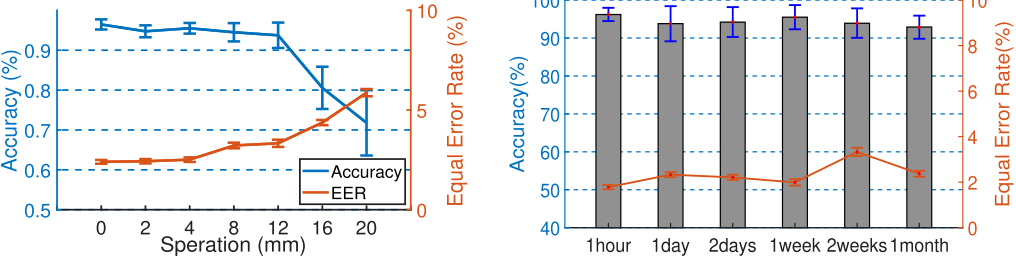 Accuracy (%)
0.9
0.8
0.7
0.6
0.5
10
5
0
Equal Error Rate (%)
Accuracy
EER
0 2 4 8 12 16 20
Speration (mm)
Accuracy(%)
100
90
80
70
60
50
40
10
8
6
4
2
0
Equal Error Rate(%)
1hour 1day 2days 1week 2weeks 1month